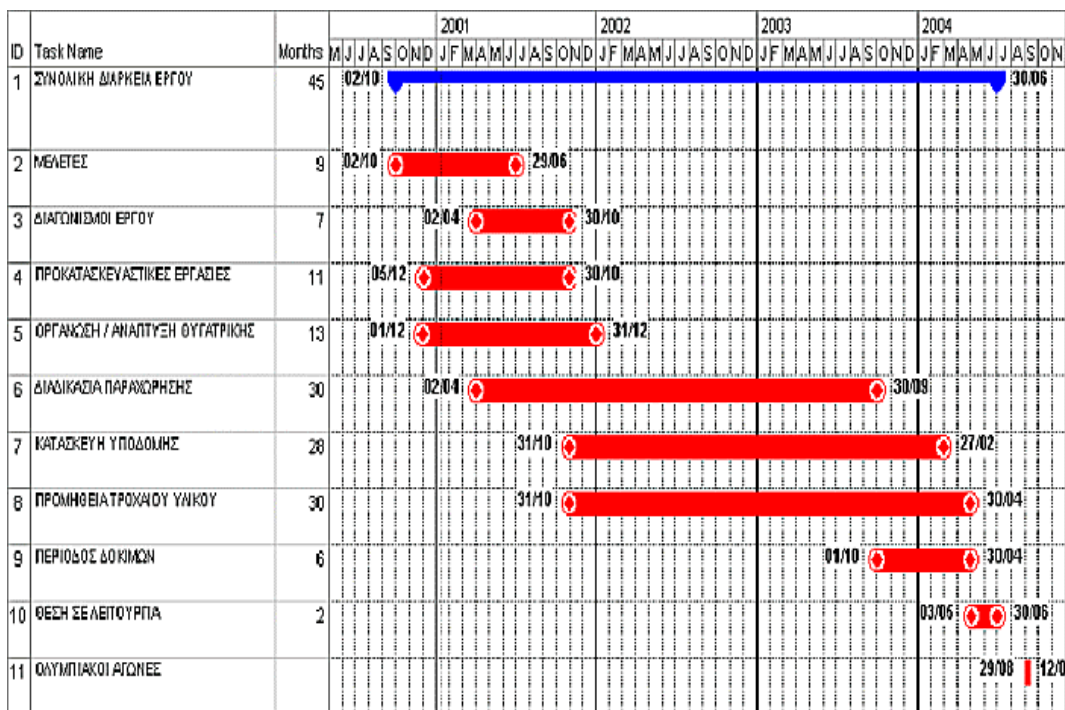 2001 2002 2003 2004
ID Task Name Months M J J A S O N D J F M A M J J A S O N D J F M A M J J A S O N D J F M A M J J A S O N D J F M A M J J A S O N
1 ΣΥΝΟΛΙΚΗ ΔΙΑΡΚΕΙΑ ΕΡΓΟΥ 45 02/10 30/06
2 ΜΕΛΕΤΕΣ 9 02/10 29/06
3 ΔΙΑΓΩΝΙΣΜΟΙ ΕΡΓΟΥ 7 02/04 30/10
4 ΠΡΟΚΑΤΑΣΚΕΥΑΣΤΙΚΕΣ ΕΡΓΑΣΙΕΣ 11 05/12 30/10
5 ΟΡΓΑΝΩΣΗ / ΑΝΑΠΤΥΞΗ ΘΥΓΑΤΡΙΚΗΣ 13 01/12 31/12
6 ΔΙΑΔΙΚΑΣΙΑ ΠΑΡΑΧΩΡΗΣΗΣ 30 02/04 30/09
7 ΚΑΤΑΣΚΕΥΗ ΥΠΟΔΟΜΗΣ 28 31/10 27/02
8 ΠΡΟΜΗΘΕΙΑ ΤΡΟΧΑΙΟΥ ΥΛΙΚΟΥ 30 31/10 30/04
9 ΠΕΡΙΟΔΟΣ ΔΟΚΙΜΩΝ 6 01/10 30/04
10 ΘΕΣΗ ΣΕ ΛΕΙΤΟΥΡΓΙΑ 2 03/05 30/06
11 ΟΛΥΜΠΙΑΚΟΙ ΑΓΩΝΕΣ 29/08 12/0